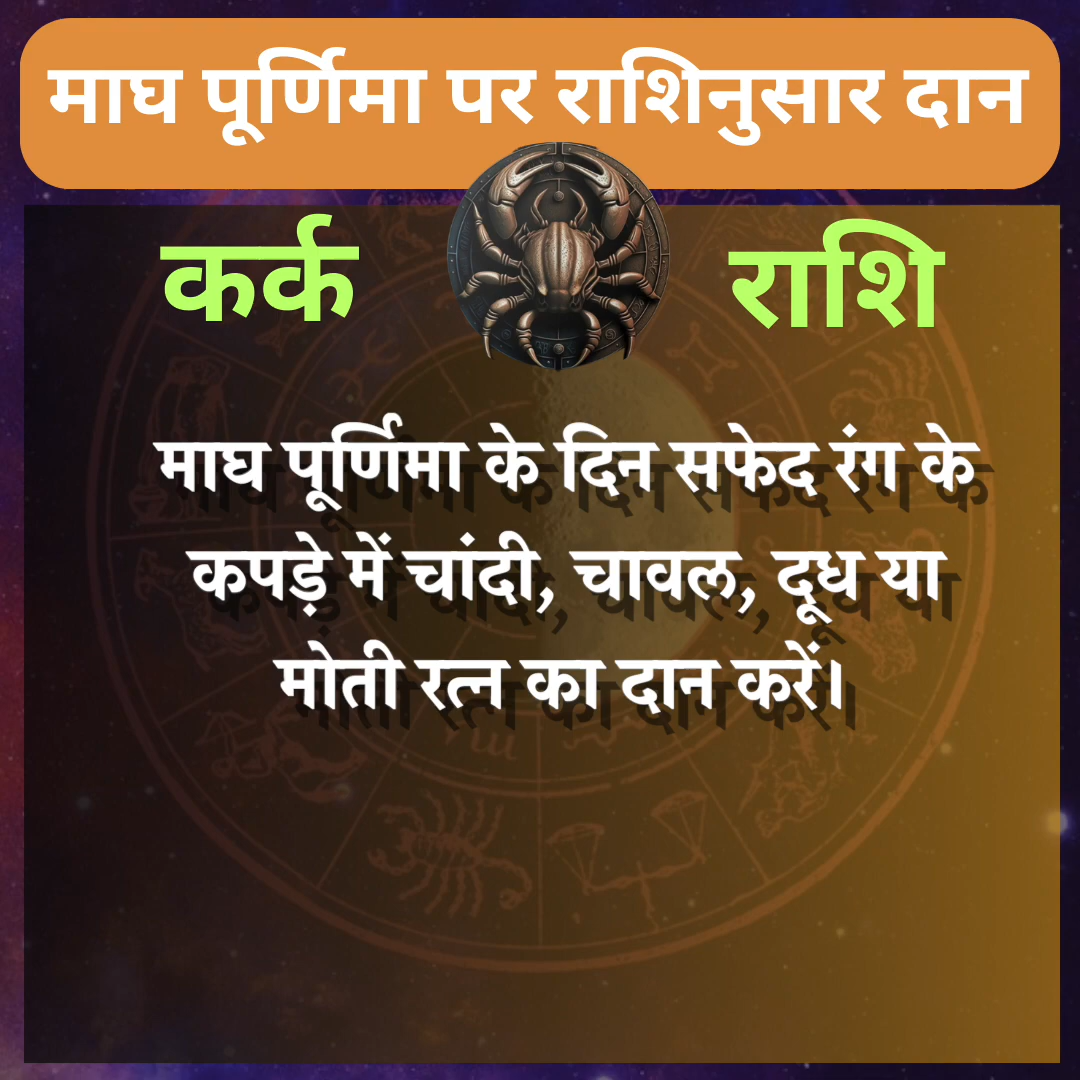 माघ पूर्णिमा पर राशिनुसार दान
कर्क राशि
माघ पूर्णिमा के दिन सफेद रंग के
कपड़े में चांदी, चावल, दूध या
मोती रत्न का दान करें।